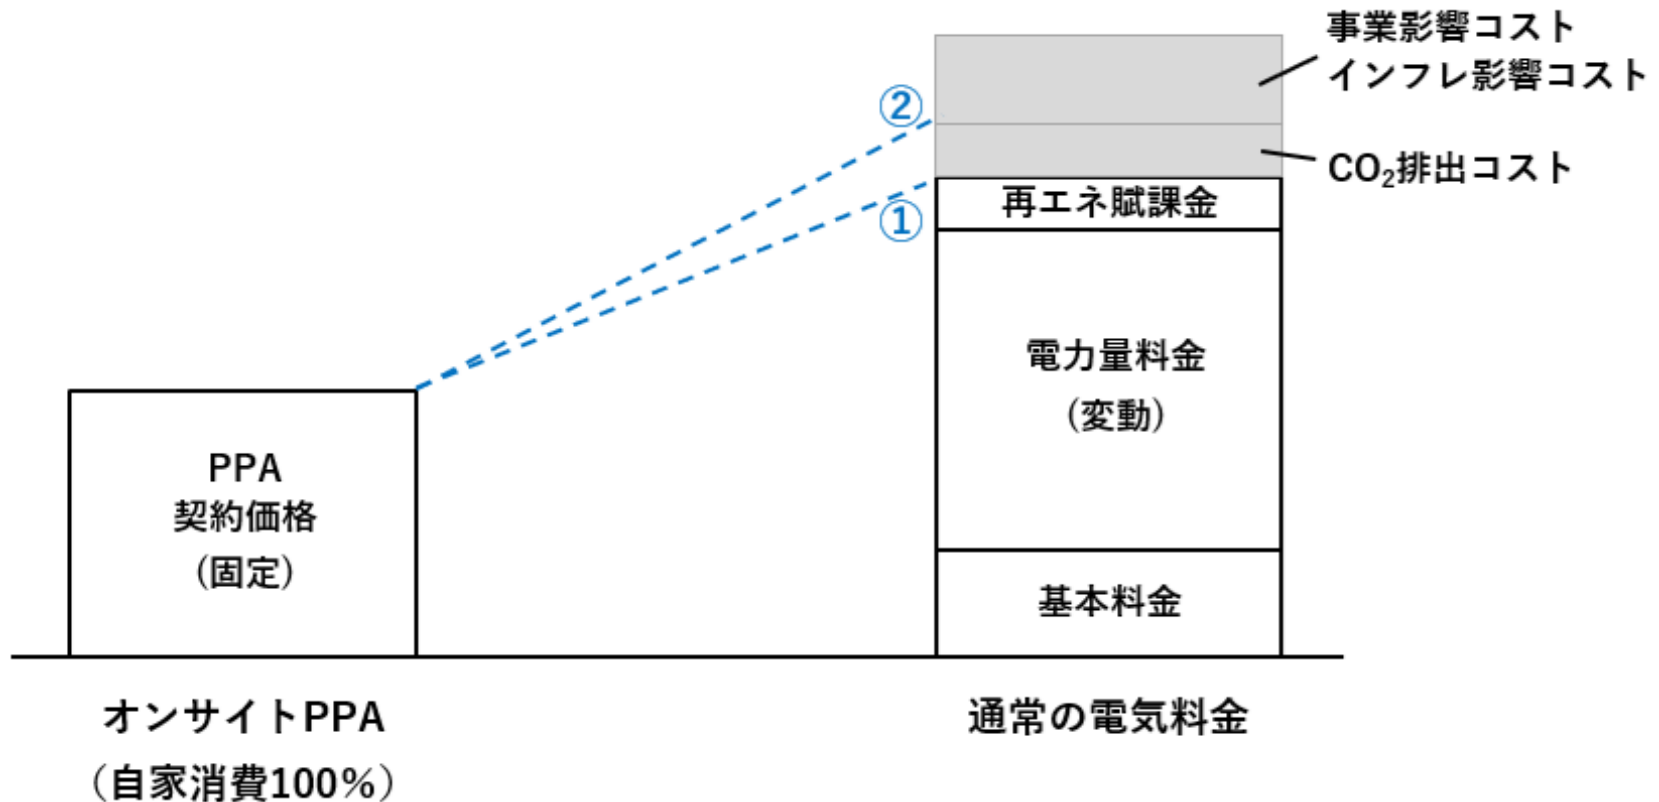 事業影響コスト
インフレ影響コスト
②
CO₂排出コスト
再エネ賦課金
①
電力量料金
(変動)
PPA
契約価格
(固定)
基本料金
オンサイトPPA
（自家消費100%）
通常の電気料金